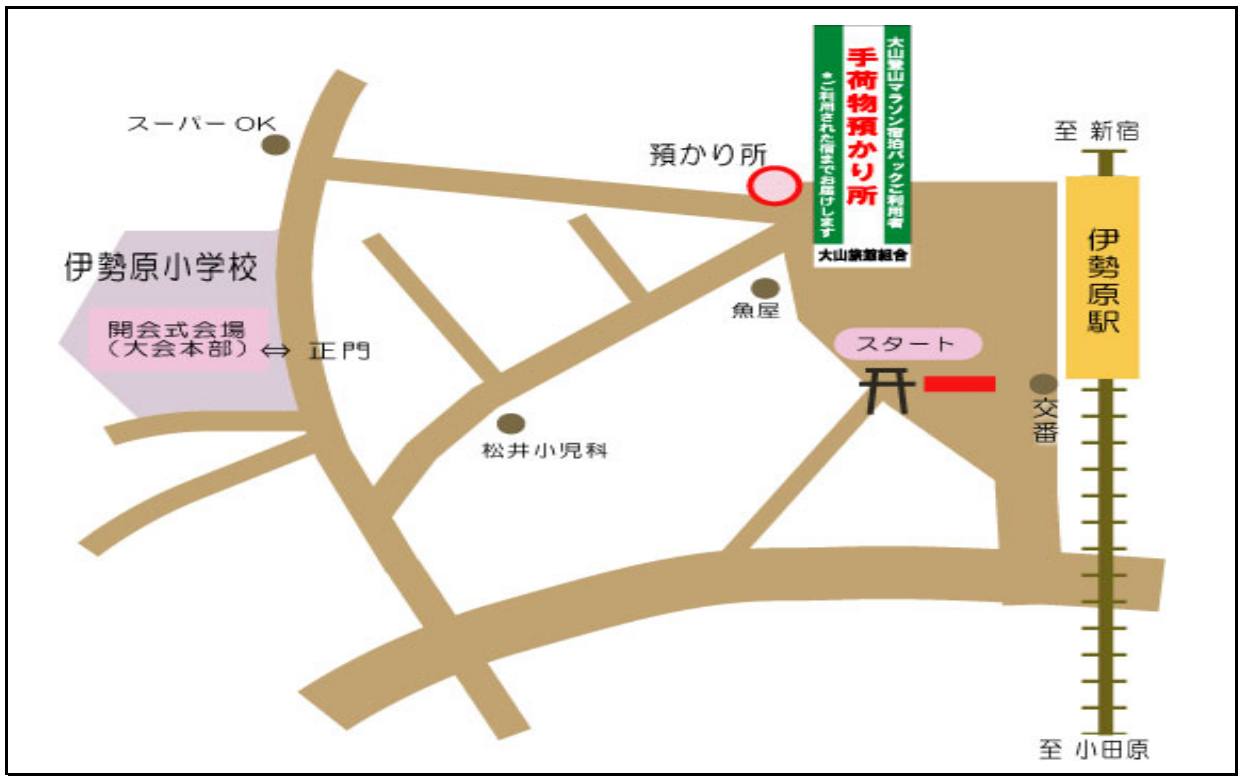 大山登山マラソン宿泊パックご利用者
手荷物預かり所
*ご利用された宿までお届けします
大山旅館組合
スーパー OK
預かり所
至 新宿
伊勢原駅
伊勢原小学校
開会式会場
(大会本部) ⇔ 正門
魚屋
スタート
交番
松井小児科
至 小田原